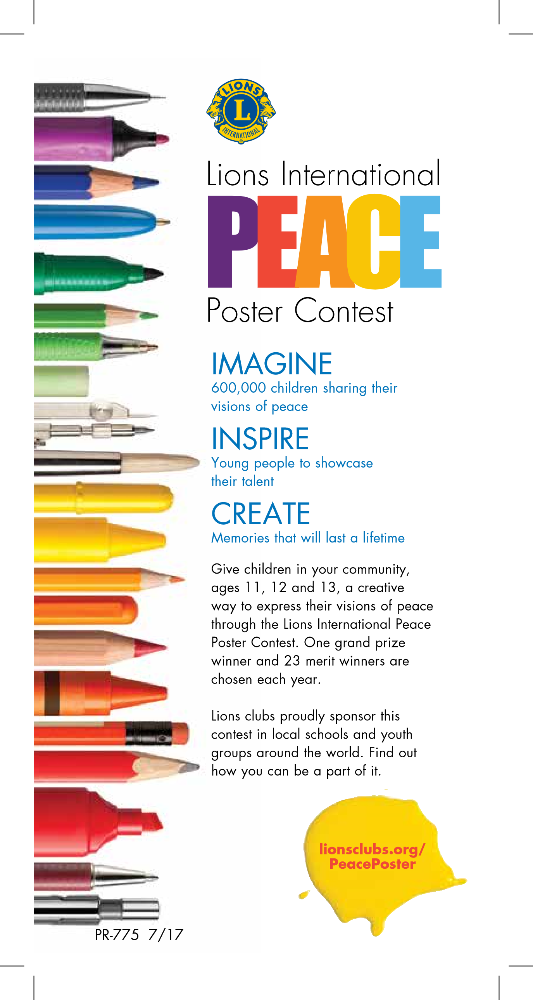 LIONS
L
INTERNATIONAL
®
Lions International
PEACE
Poster Contest
IMAGINE
600,000 children sharing their
visions of peace
INSPIRE
Young people to showcase
their talent
CREATE
Memories that will last a lifetime
Give children in your community,
ages 11, 12 and 13, a creative
way to express their visions of peace
through the Lions International Peace
Poster Contest. One grand prize
winner and 23 merit winners are
chosen each year.
Lions clubs proudly sponsor this
contest in local schools and youth
groups around the world. Find out
how you can be a part of it.
lionsclubs.org/
PeacePoster
PR-775 7/17